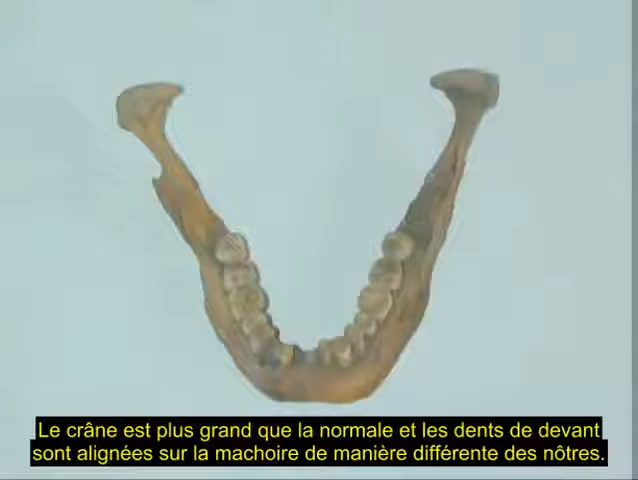 Le crâne est plus grand que la normale et les dents de devant
sont alignées sur la machoire de manière différente des nôtres.